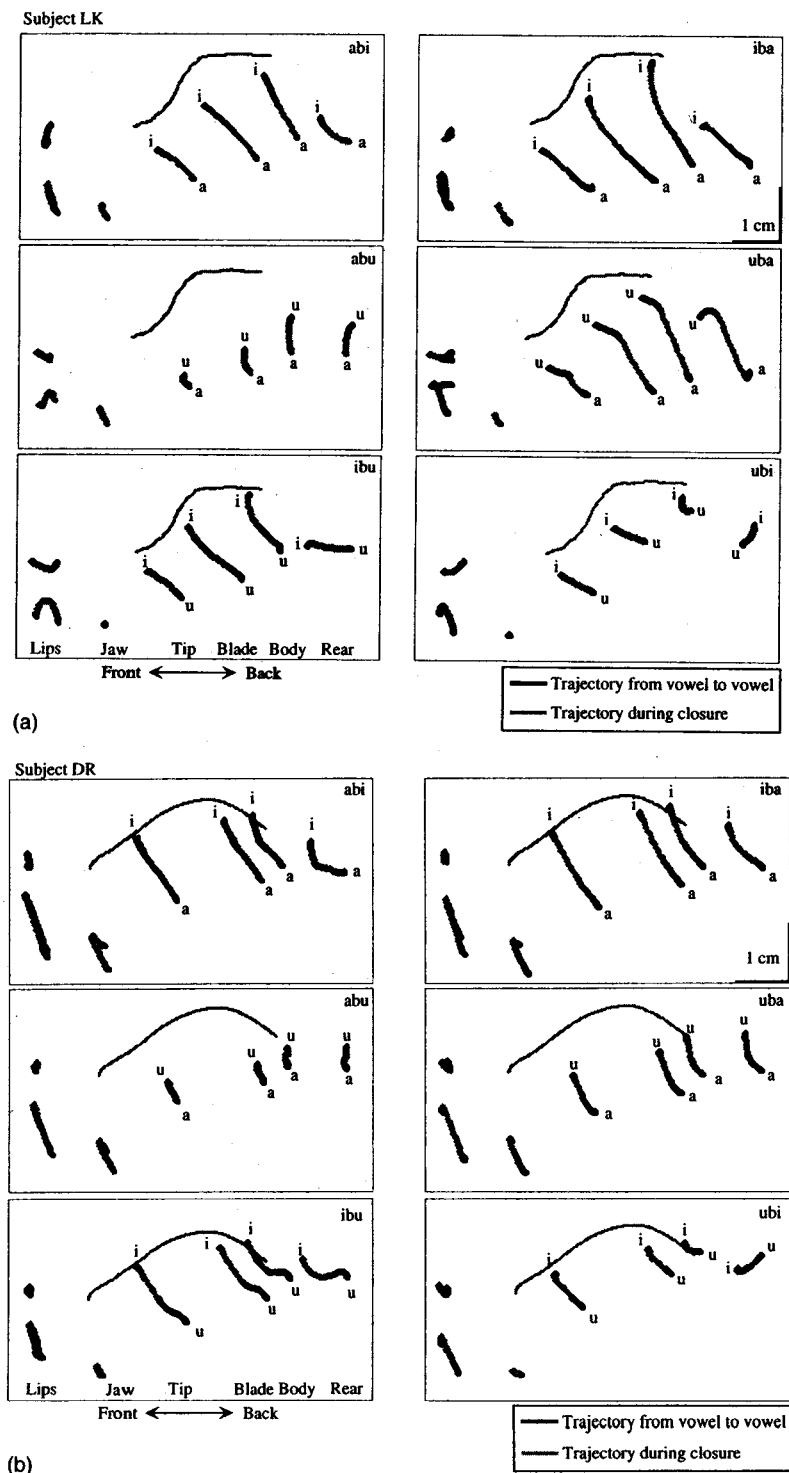 Subject LK
abi
i
i
i
i
a
a
a
a
iba
i
i
i
i
a
a
a
a
1 cm
abu
u
u
u
u
a
a
a
a
uba
u
u
u
u
a
a
a
a
ibu
i
i
i
i
u
u
u
u
Lips Jaw Tip Blade Body Rear
Front Back
ubi
i
i
i
i
u
u
u
u
Trajectory from vowel to vowel
Trajectory during closure
(a)
Subject DR
abi
i
i
i
i
a
a
a
a
iba
i
i
i
i
a
a
a
a
1 cm
abu
u
u
u
u
a
a
a
a
uba
u
u
u
u
a
a
a
a
ibu
i
i
i
i
u
u
u
u
Lips Jaw Tip Blade Body Rear
Front Back
ubi
i
i
i
i
u
u
u
u
Trajectory from vowel to vowel
Trajectory during closure
(b)